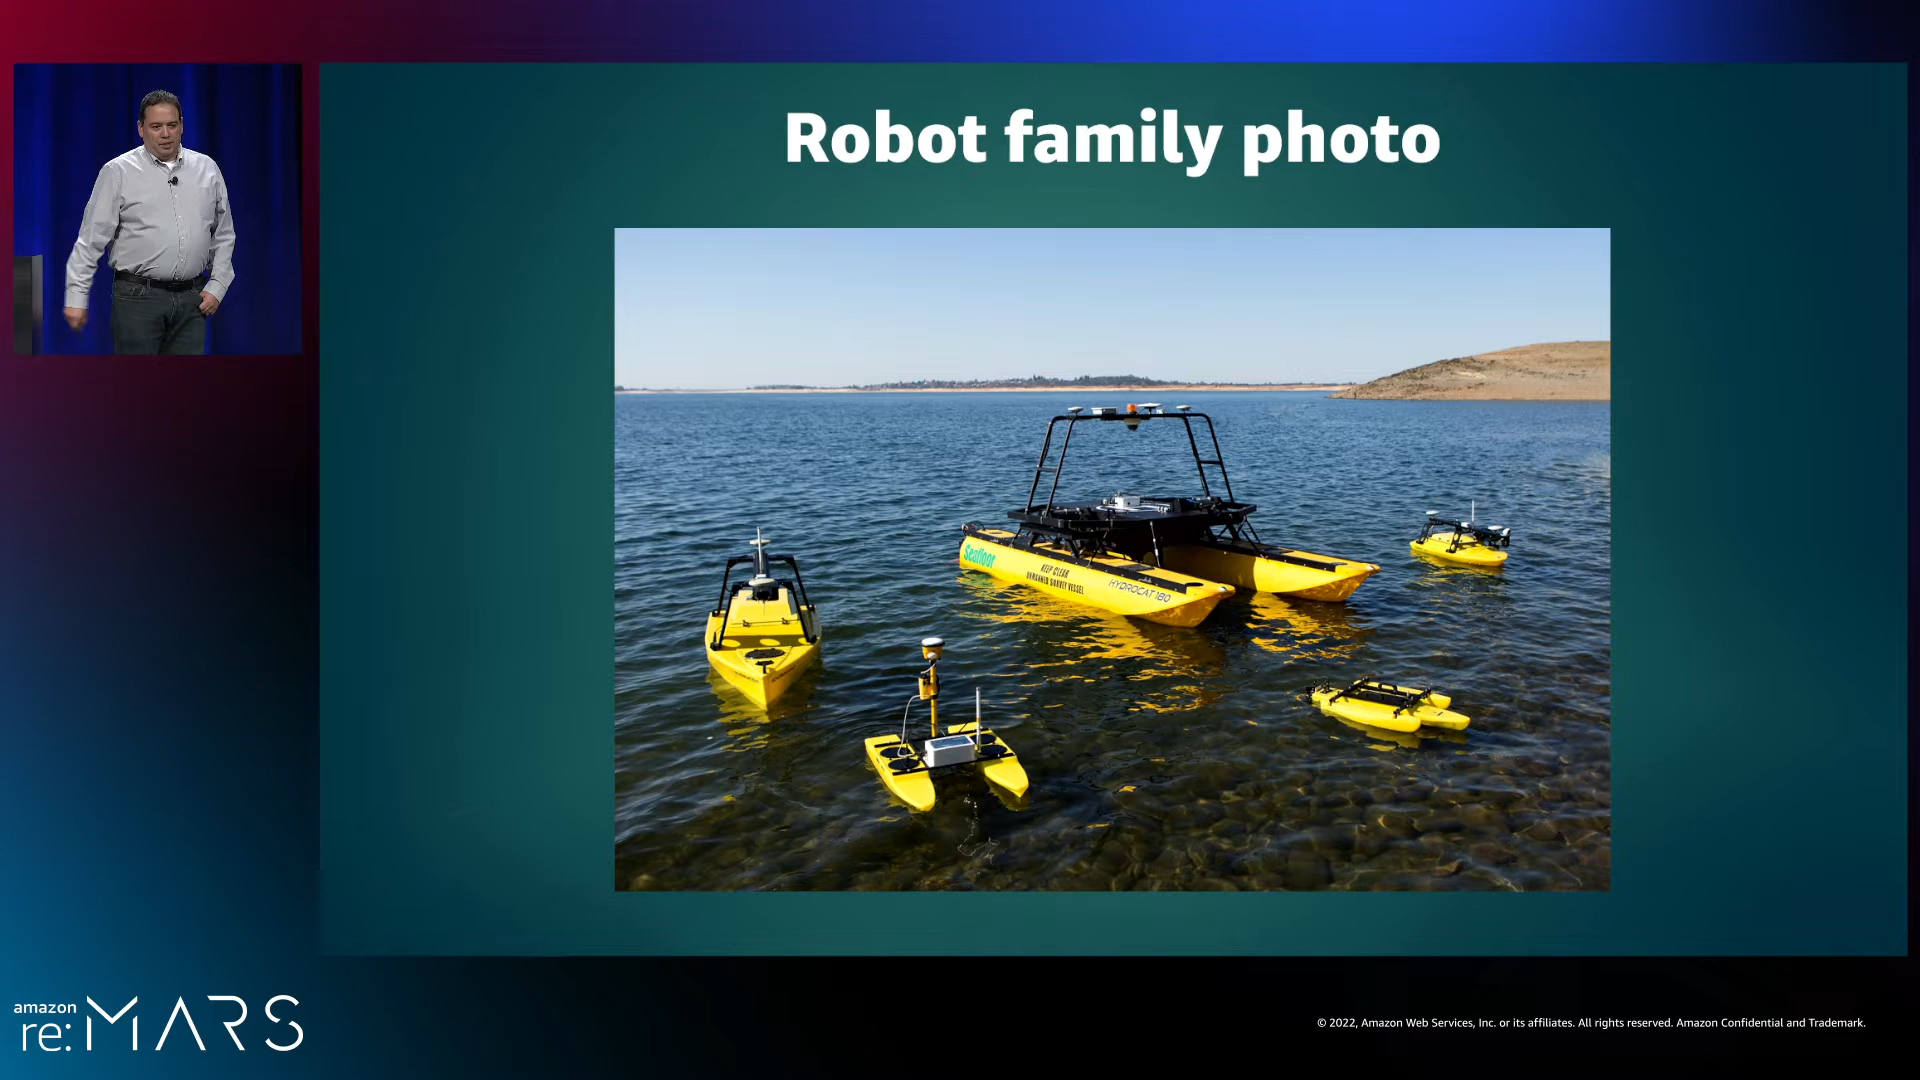 Robot family photo
Seafloor
KEEP CLEAR
UNMANNED SURVEY VESSEL
HYDROCAT 180
amazon
re:MARS
© 2022, Amazon Web Services, Inc. or its affiliates. All rights reserved. Amazon Confidential and Trademark.